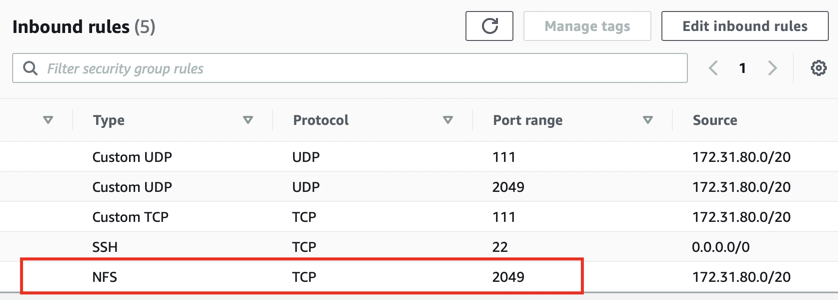 Inbound rules (5) Manage tags Edit inbound rules
Filter security group rules 1
Type Protocol Port range Source
Custom UDP UDP 111 172.31.80.0/20
Custom UDP UDP 2049 172.31.80.0/20
Custom TCP TCP 111 172.31.80.0/20
SSH TCP 22 0.0.0.0/0
NFS TCP 2049 172.31.80.0/20